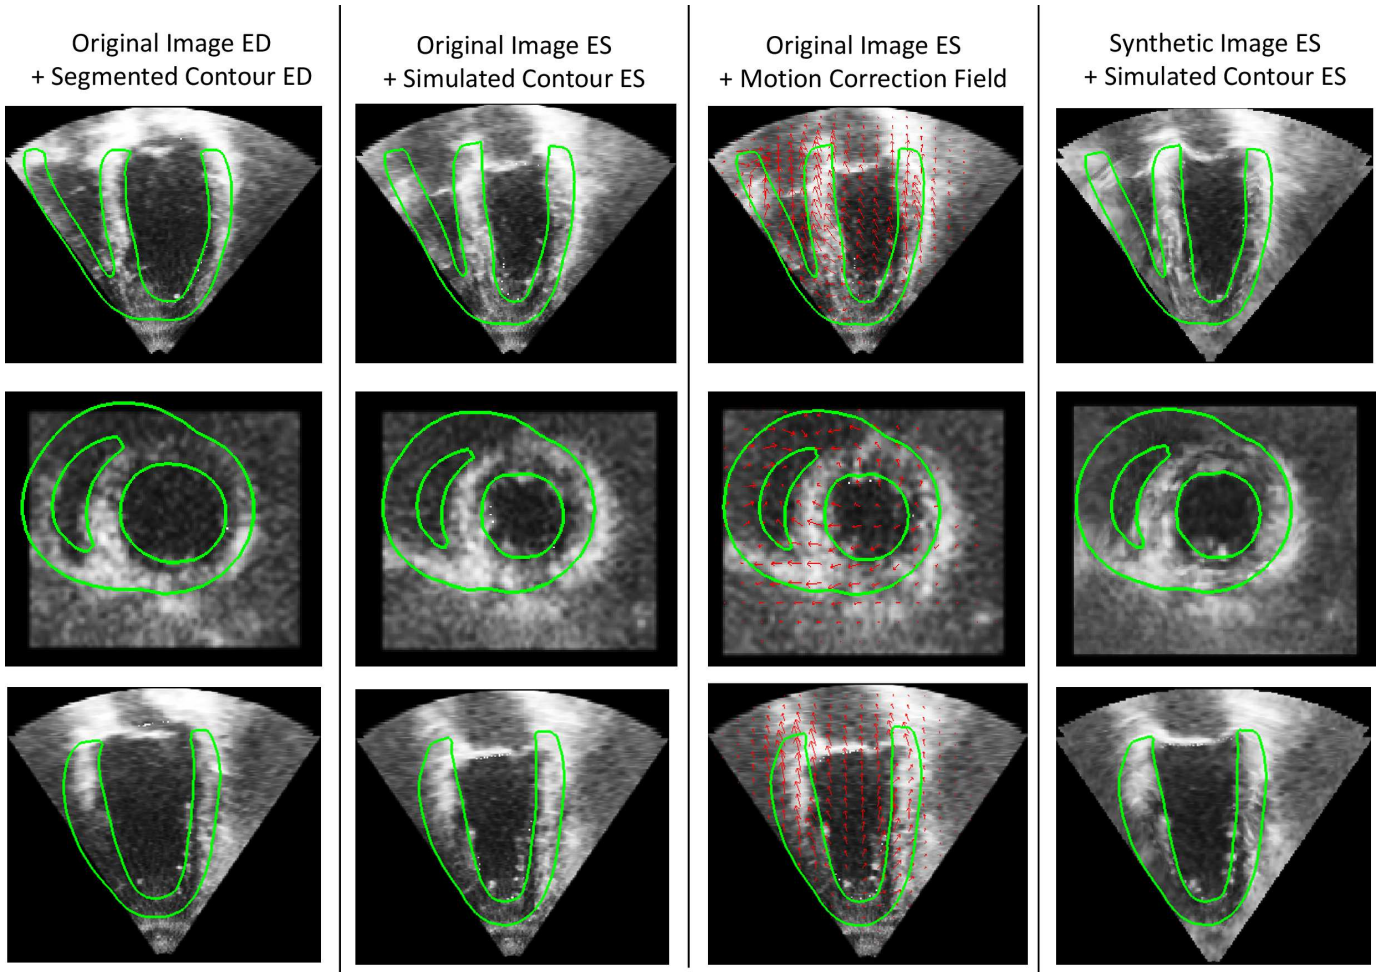 Original Image ED
+ Segmented Contour ED
Original Image ES
+ Simulated Contour ES
Original Image ES
+ Motion Correction Field
Synthetic Image ES
+ Simulated Contour ES